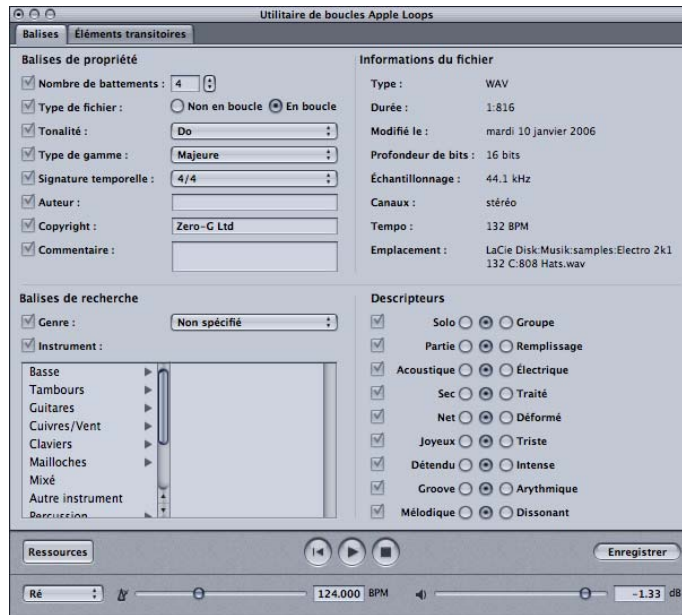 Utilitaire de boucles Apple Loops
Balises
Éléments transitoires
Balises de propriété
Nombre de battements : 4
Type de fichier : Non en boucle En boucle
Tonalité : Do
Type de gamme : Majeure
Signature temporelle : 4/4
Auteur :
Copyright : Zero-G Ltd
Commentaire :
Informations du fichier
Type : WAV
Durée : 1:816
Modifié le : mardi 10 janvier 2006
Profondeur de bits : 16 bits
Échantillonnage : 44.1 kHz
Canaux : stéréo
Tempo : 132 BPM
Emplacement : LaCie Disk:Musik:samples:Electro 2k1
132 C:808 Hats.wav
Balises de recherche
Genre : Non spécifié
Instrument :
Basse
Tambours
Guitares
Cuivres/Vent
Claviers
Mailloches
Mixé
Autre instrument
Percussion
Descripteurs
Solo Groupe
Partie Remplissage
Acoustique Électrique
Sec Traité
Net Déformé
Joyeux Triste
Détendu Intense
Groove Arythmique
Mélodique Dissonant
Ressources
Enregistrer
Ré 124.000 BPM -1.33 dB